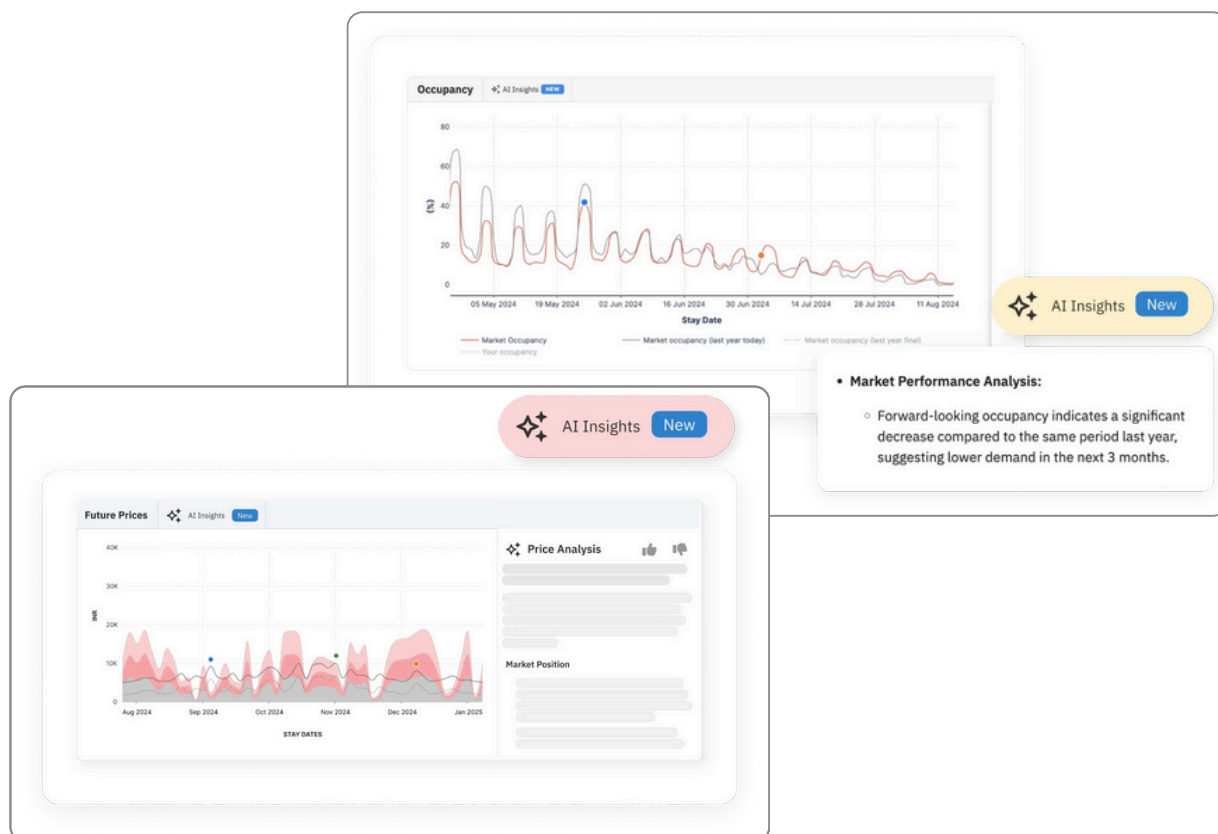 Occupancy
AI Insights NEW
80
60
40
20
0
(%)
05 May 2024 19 May 2024 02 Jun 2024 16 Jun 2024 30 Jun 2024 14 Jul 2024 28 Jul 2024 11 Aug 2024
Stay Date
Market Occupancy Market occupancy (last year today) Market occupancy (last year final)
Your occupancy
AI Insights New
• Market Performance Analysis:
○ Forward-looking occupancy indicates a significant
decrease compared to the same period last year,
suggesting lower demand in the next 3 months.
AI Insights New
Future Prices AI Insights New
40K
30K
20K
10K
0
INR
Aug 2024 Sep 2024 Oct 2024 Nov 2024 Dec 2024 Jan 2025
STAY DATES
Price Analysis
Market Position